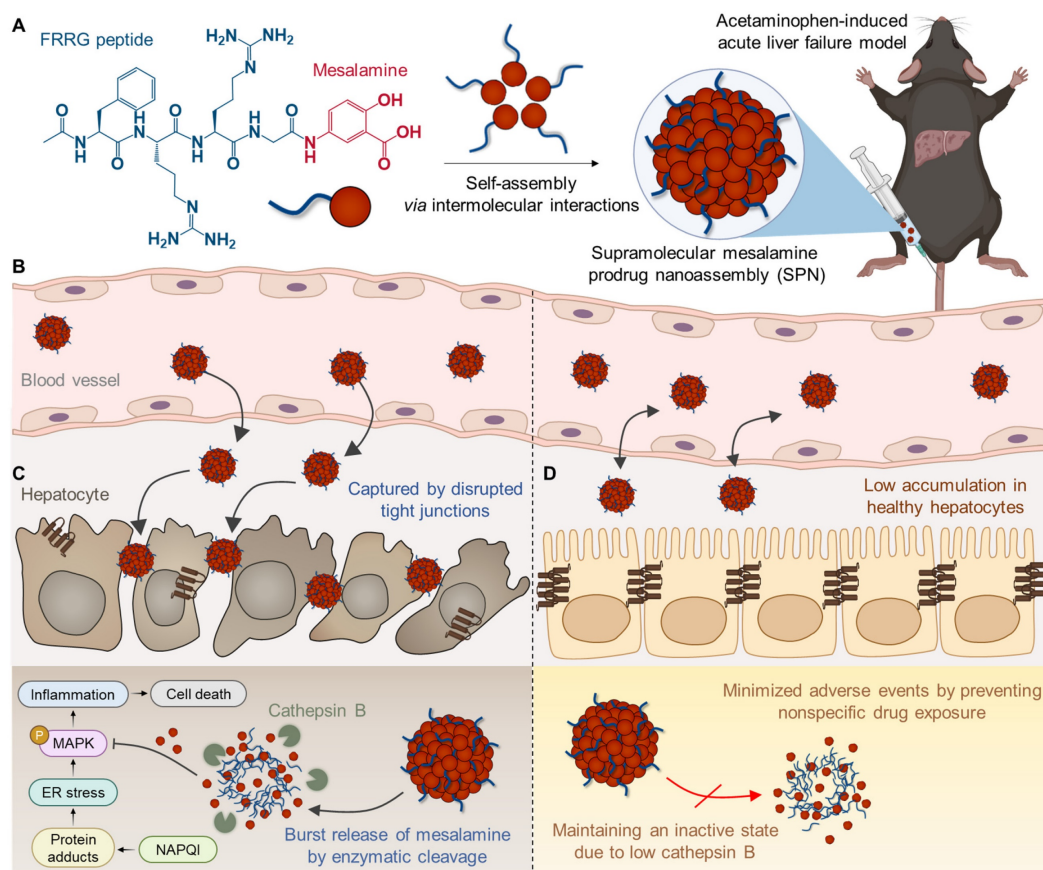 A
FRRG peptide
Mesalamine
H₂N
NH₂
N
O
H
N
O
H
N
OH
N
H
O
N
H
O
N
H
O
OH
O
N
H₂N
NH₂
Self-assembly
via intermolecular interactions
Acetaminophen-induced
acute liver failure model
Supramolecular mesalamine
prodrug nanoassembly (SPN)
B
Blood vessel
C
Hepatocyte
Captured by disrupted
tight junctions
D
Low accumulation in
healthy hepatocytes
Inflammation
Cell death
P
MAPK
ER stress
Protein
adducts
NAPQI
Cathepsin B
Burst release of mesalamine
by enzymatic cleavage
Minimized adverse events by preventing
nonspecific drug exposure
Maintaining an inactive state
due to low cathepsin B